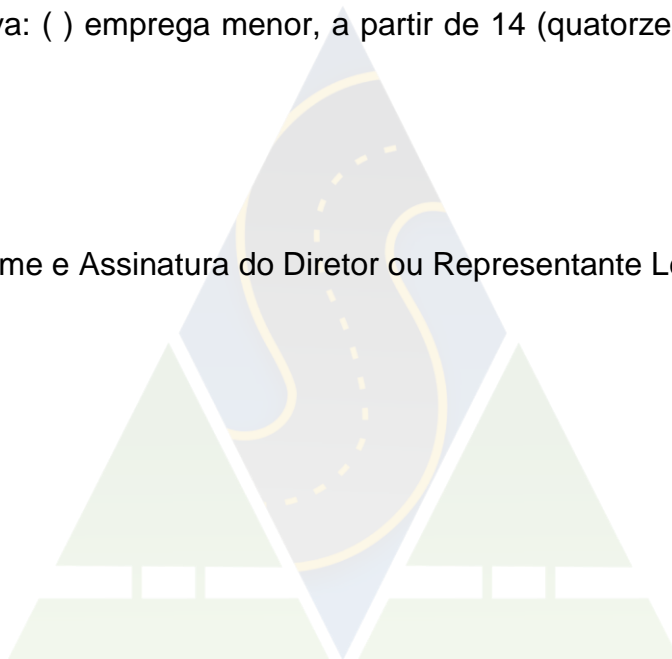 va: ( ) emprega menor, a partir de 14 (quatorze
me e Assinatura do Diretor ou Representante Le